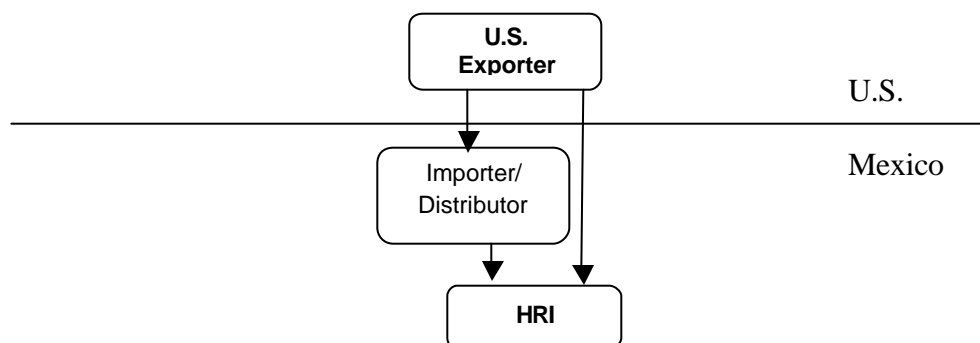 U.S.
Exporter
U.S.
Mexico
Importer/
Distributor
HRI